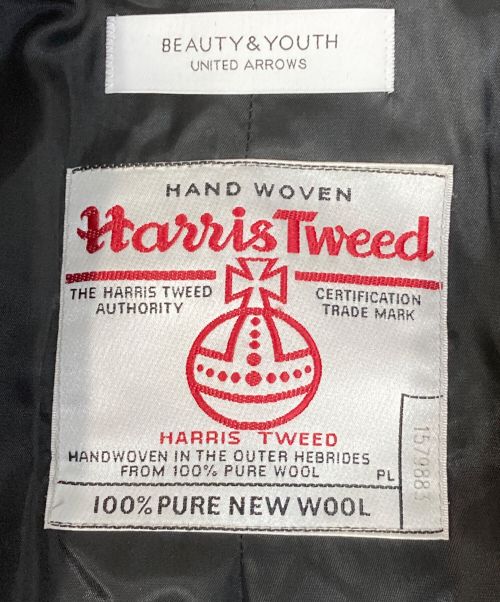 BEAUTY&YOUTH
UNITED ARROWS
HAND WOVEN
Harris Tweed
THE HARRIS TWEED
AUTHORITY
CERTIFICATION
TRADE MARK
HARRIS TWEED
HANDWOVEN IN THE OUTER HEBRIDES
FROM 100% PURE WOOL
PL
1579883
100% PURE NEW WOOL